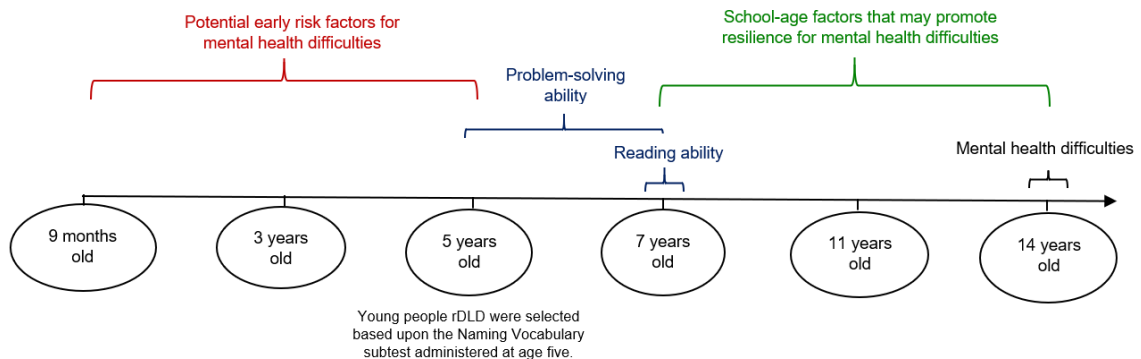 Potential early risk factors for
mental health difficulties
School-age factors that may promote
resilience for mental health difficulties
Problem-solving
ability
Reading ability
Mental health difficulties
9 months
old
3 years
old
5 years
old
7 years
old
11 years
old
14 years
old
Young people rDLD were selected
based upon the Naming Vocabulary
subtest administered at age five.